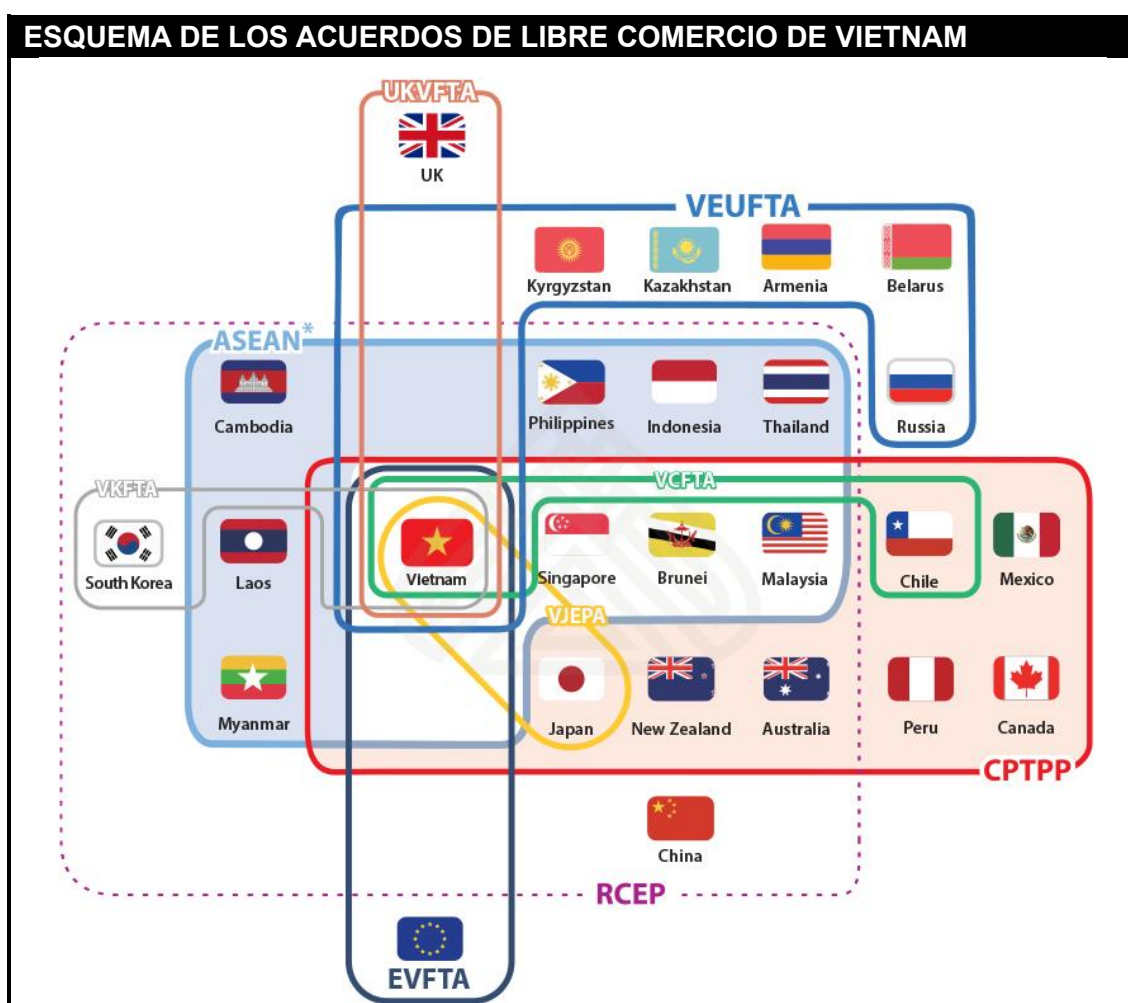 ESQUEMA DE LOS ACUERDOS DE LIBRE COMERCIO DE VIETNAM
UKVFTA
UK
VEUFTA
Kyrgyzstan Kazakhstan Armenia Belarus
ASEAN*
Cambodia Philippines Indonesia Thailand Russia
VKFTA VCFTA
South Korea Laos Vietnam Singapore Brunei Malaysia Chile Mexico
VJEPA
Myanmar Japan New Zealand Australia Peru Canada
CPTPP
China
RCEP
EVFTA